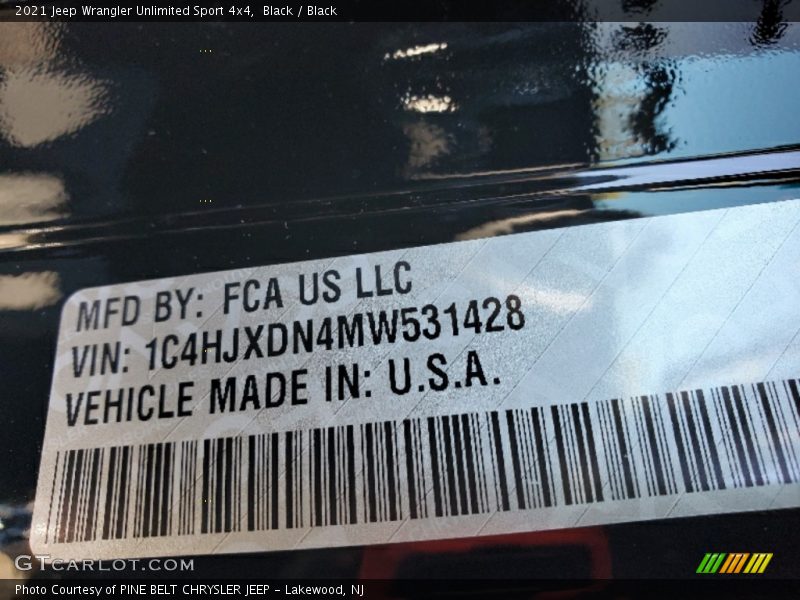 2021 Jeep Wrangler Unlimited Sport 4x4,  Black / Black
MFD BY: FCA US LLC
VIN: 1C4HJXDN4MW531428
VEHICLE MADE IN: U.S.A.
GTCARLOT.COM
Photo Courtesy of PINE BELT CHRYSLER JEEP - Lakewood, NJ